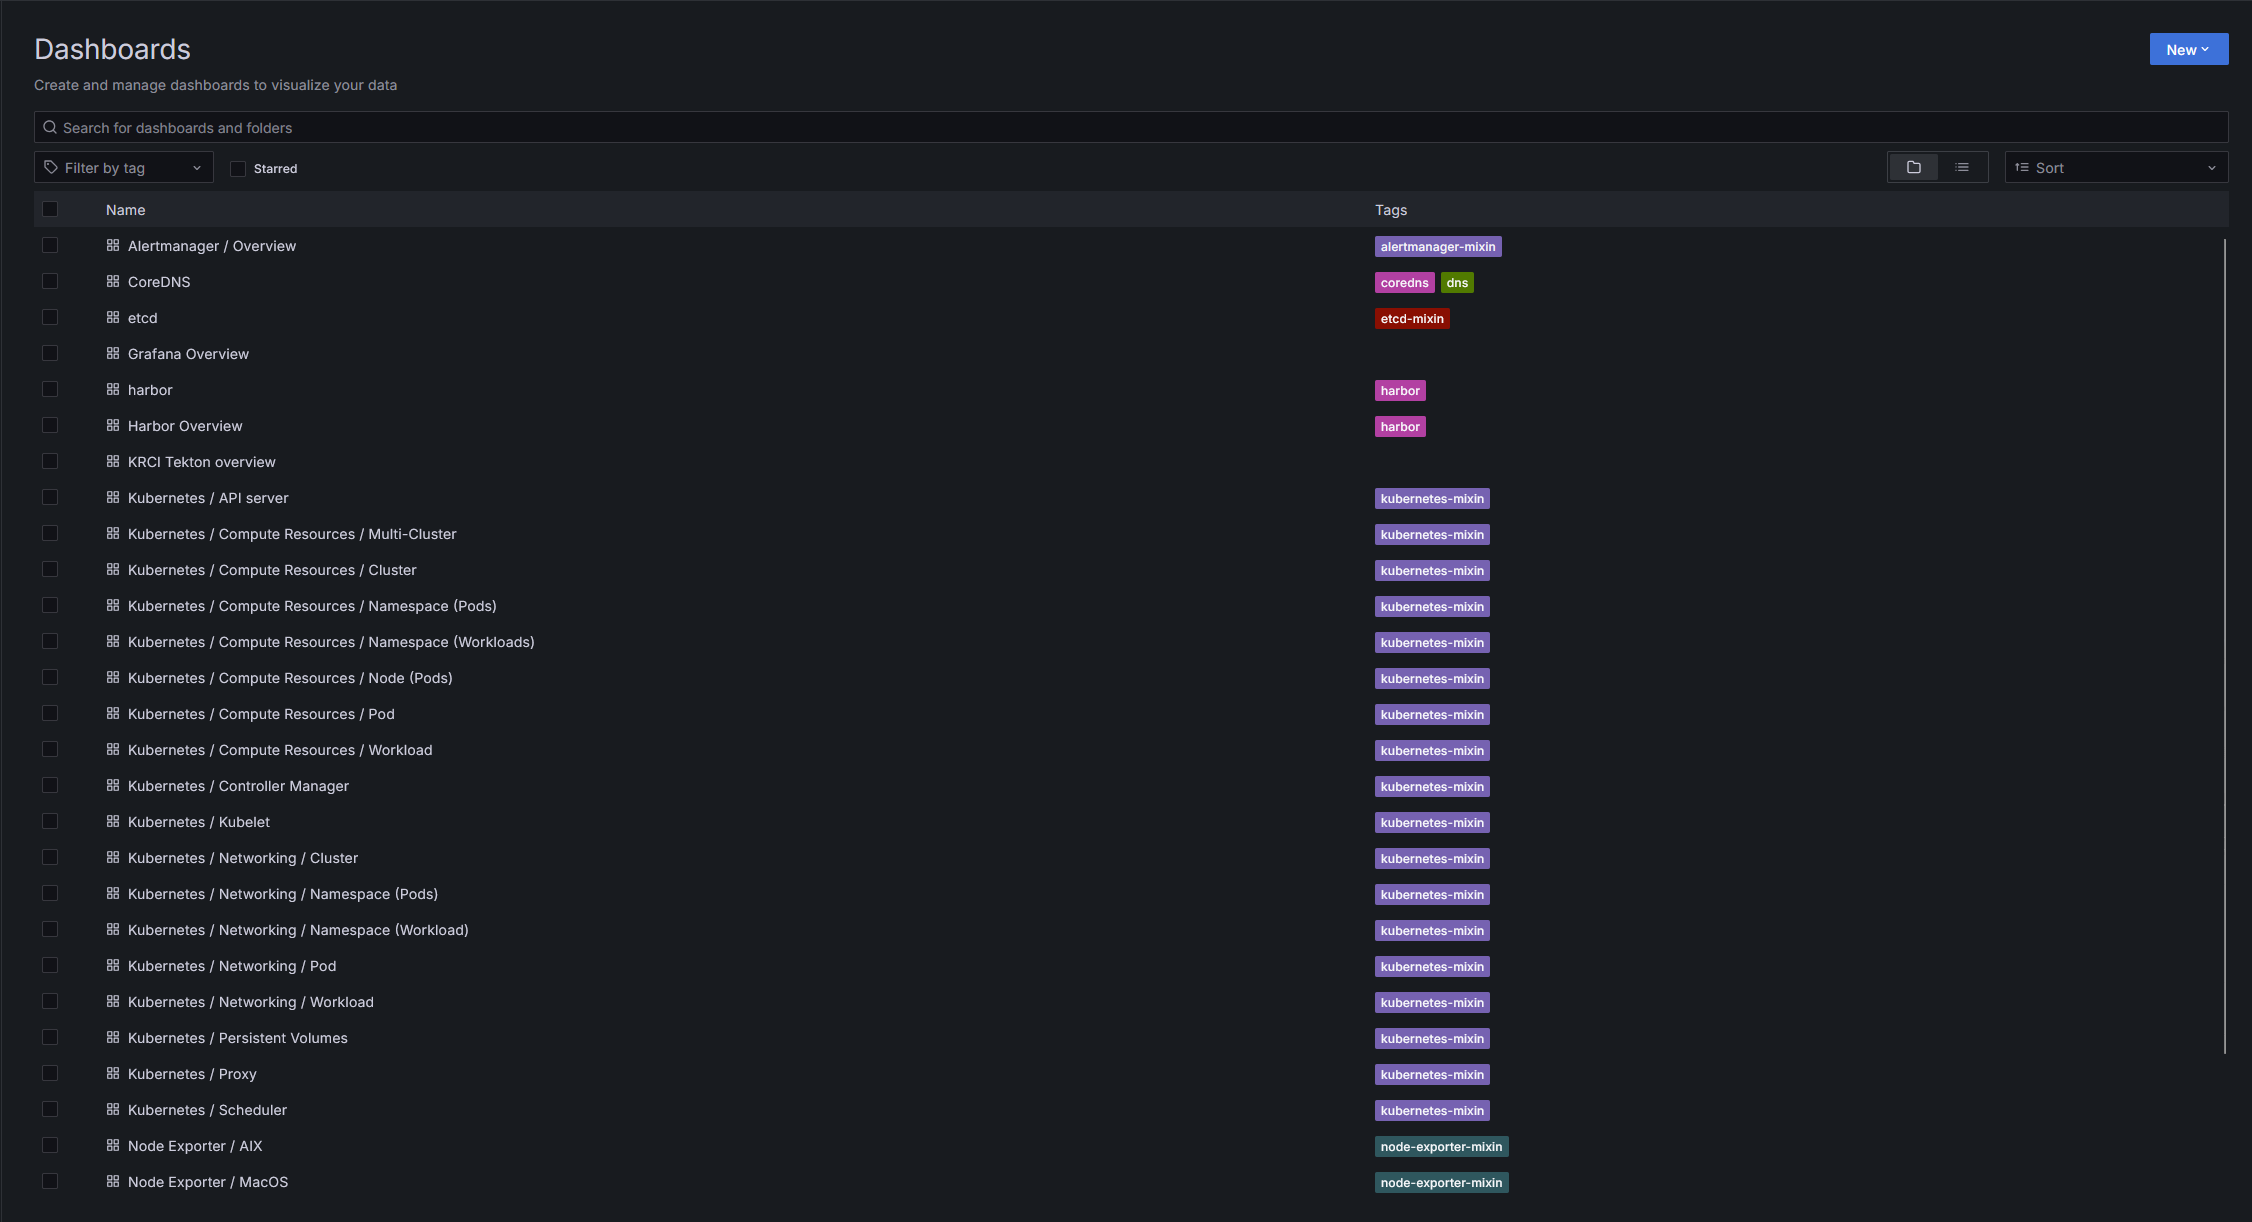 Dashboards
New
Create and manage dashboards to visualize your data
Search for dashboards and folders
Filter by tag Starred Sort
Name Tags
Alertmanager / Overview alertmanager-mixin
CoreDNS coredns dns
etcd etcd-mixin
Grafana Overview
harbor harbor
Harbor Overview harbor
KRCI Tekton overview
Kubernetes / API server kubernetes-mixin
Kubernetes / Compute Resources / Multi-Cluster kubernetes-mixin
Kubernetes / Compute Resources / Cluster kubernetes-mixin
Kubernetes / Compute Resources / Namespace (Pods) kubernetes-mixin
Kubernetes / Compute Resources / Namespace (Workloads) kubernetes-mixin
Kubernetes / Compute Resources / Node (Pods) kubernetes-mixin
Kubernetes / Compute Resources / Pod kubernetes-mixin
Kubernetes / Compute Resources / Workload kubernetes-mixin
Kubernetes / Controller Manager kubernetes-mixin
Kubernetes / Kubelet kubernetes-mixin
Kubernetes / Networking / Cluster kubernetes-mixin
Kubernetes / Networking / Namespace (Pods) kubernetes-mixin
Kubernetes / Networking / Namespace (Workload) kubernetes-mixin
Kubernetes / Networking / Pod kubernetes-mixin
Kubernetes / Networking / Workload kubernetes-mixin
Kubernetes / Persistent Volumes kubernetes-mixin
Kubernetes / Proxy kubernetes-mixin
Kubernetes / Scheduler kubernetes-mixin
Node Exporter / AIX node-exporter-mixin
Node Exporter / MacOS node-exporter-mixin